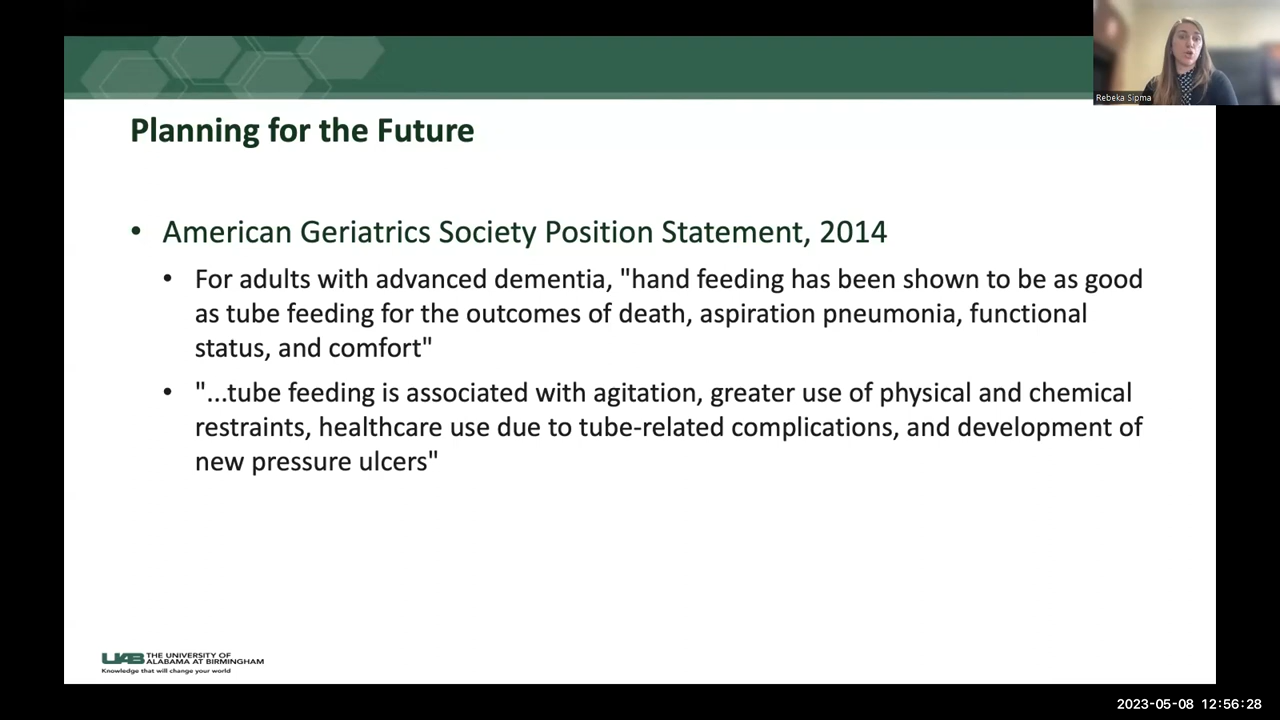 Rebeka Sipma
Planning for the Future
• American Geriatrics Society Position Statement, 2014
• For adults with advanced dementia, "hand feeding has been shown to be as good
as tube feeding for the outcomes of death, aspiration pneumonia, functional
status, and comfort"
• "...tube feeding is associated with agitation, greater use of physical and chemical
restraints, healthcare use due to tube-related complications, and development of
new pressure ulcers"
UAB THE UNIVERSITY OF
ALABAMA AT BIRMINGHAM
Knowledge that will change your world
2023-05-08 12:56:28